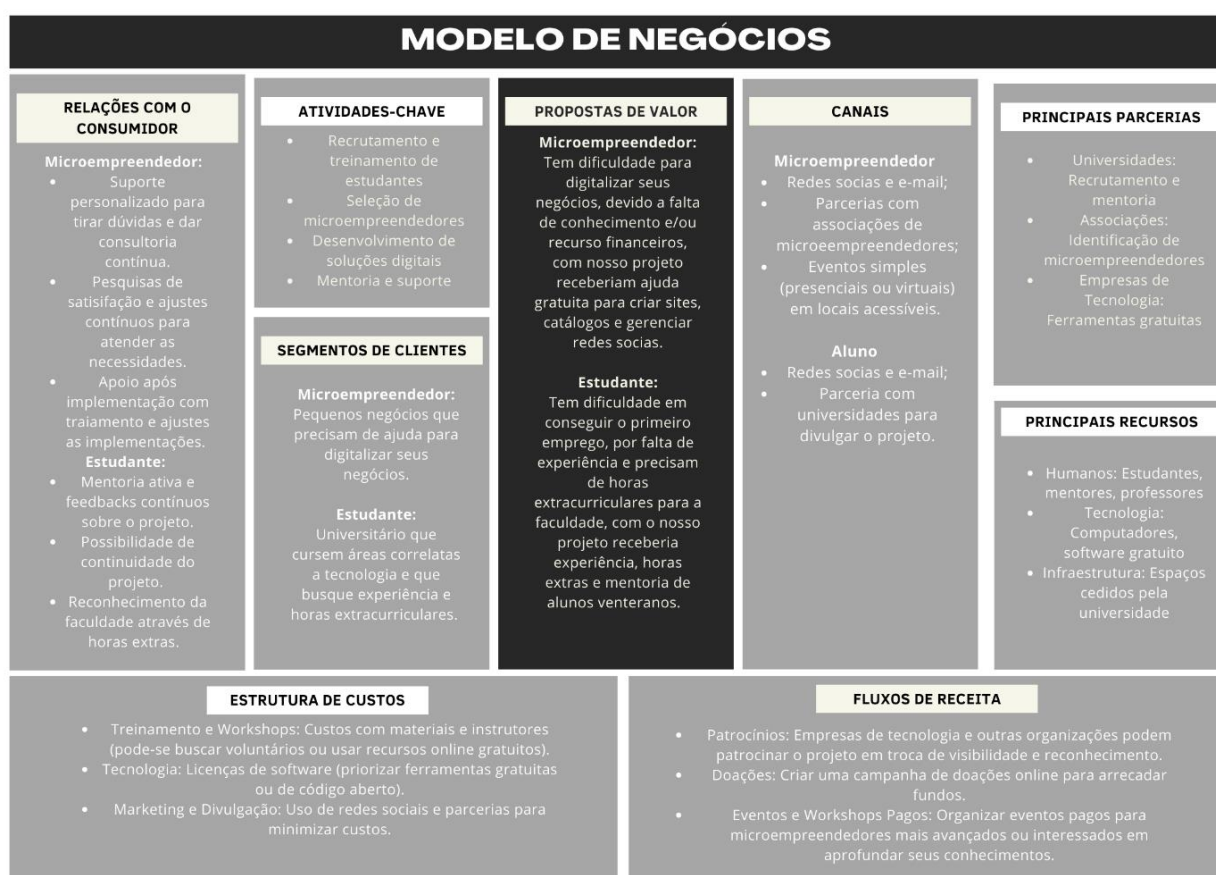 MODELO DE NEGÓCIOS
RELAÇÕES COM O
CONSUMIDOR
Microempreendedor:
• Suporte
personalizado para
tirar dúvidas e dar
consultoria
contínua.
• Pesquisas de
satisifação e ajustes
contínuos para
atender as
necessidades.
• Apoio após
implementação com
traiamento e ajustes
as implementações.
Estudante:
• Mentoria ativa e
feedbacks contínuos
sobre o projeto.
• Possibilidade de
continuidade do
projeto.
• Reconhecimento da
faculdade através de
horas extras.
ATIVIDADES-CHAVE
• Recrutamento e
treinamento de
estudantes
• Seleção de
microempreendedores
• Desenvolvimento de
soluções digitais
• Mentoria e suporte
SEGMENTOS DE CLIENTES
Microempreendedor:
Pequenos negócios que
precisam de ajuda para
digitalizar seus
negócios.
Estudante:
Universitário que
cursem áreas correlatas
a tecnologia e que
busque experiência e
horas extracurriculares.
PROPOSTAS DE VALOR
Microempreendedor:
Tem dificuldade para
digitalizar seus
negócios, devido a falta
de conhecimento e/ou
recurso financeiros,
com nosso projeto
receberiam ajuda
gratuita para criar sites,
catálogos e gerenciar
redes socias.
Estudante:
Tem dificuldade em
conseguir o primeiro
emprego, por falta de
experiência e precisam
de horas
extracurriculares para a
faculdade, com o nosso
projeto receberia
experiência, horas
extras e mentoria de
alunos venteranos.
CANAIS
Microempreendedor
• Redes socias e e-mail;
• Parcerias com
associações de
microeempreendedores;
• Eventos simples
(presenciais ou virtuais)
em locais acessíveis.
Aluno
• Redes socias e e-mail;
• Parceria com
universidades para
divulgar o projeto.
PRINCIPAIS PARCERIAS
• Universidades:
Recrutamento e
mentoria
• Associações:
Identificação de
microempreendedores
• Empresas de
Tecnologia:
Ferramentas gratuitas
PRINCIPAIS RECURSOS
• Humanos: Estudantes,
mentores, professores
• Tecnologia:
Computadores,
software gratuito
• Infraestrutura: Espaços
cedidos pela
universidade
ESTRUTURA DE CUSTOS
• Treinamento e Workshops: Custos com materiais e instrutores
(pode-se buscar voluntários ou usar recursos online gratuitos).
• Tecnologia: Licenças de software (priorizar ferramentas gratuitas
ou de código aberto).
• Marketing e Divulgação: Uso de redes sociais e parcerias para
minimizar custos.
FLUXOS DE RECEITA
• Patrocínios: Empresas de tecnologia e outras organizações podem
patrocinar o projeto em troca de visibilidade e reconhecimento.
• Doações: Criar uma campanha de doações online para arrecadar
fundos.
• Eventos e Workshops Pagos: Organizar eventos pagos para
microempreendedores mais avançados ou interessados em
aprofundar seus conhecimentos.